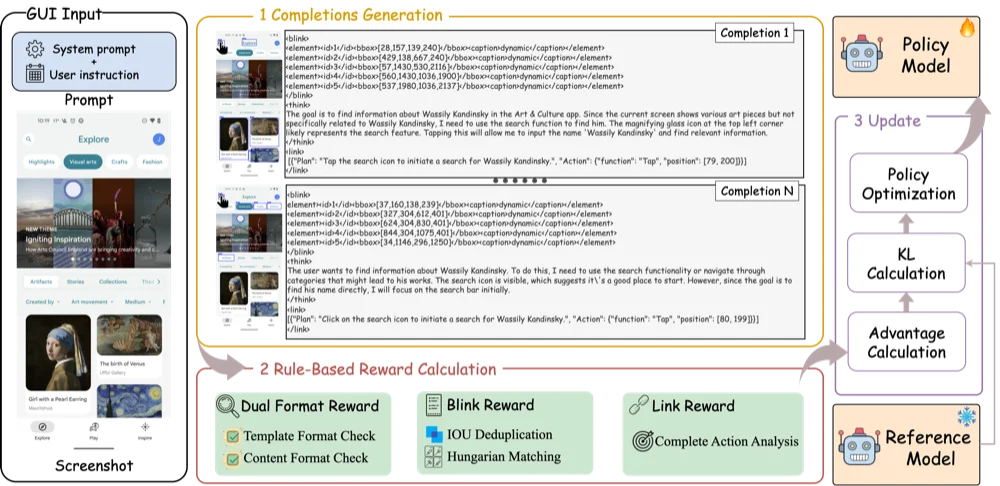 GUI Input
System prompt
+
User instruction
Prompt
10:19
Explore
J
Highlights
Visual arts
Crafts
Fashion
NEW THEME
Igniting Inspiration
How Arts Council England are bringing creativity and c...
Artifacts
Stories
Collections
Created by
Art movement
Medium
The birth of Venus
Uffizi Gallery
Girl with a Pearl Earring
Mauritshuis
Explore
Play
Inspire
Screenshot
1 Completions Generation
Completion 1
<blink>
<element><id>1</id><bbox>[28,157,139,240]</bbox><caption>dynamic</caption></element>
<element><id>2</id><bbox>[429,138,667,240]</bbox><caption>dynamic</caption></element>
<element><id>3</id><bbox>[57,1430,530,2116]</bbox><caption>dynamic</caption></element>
<element><id>4</id><bbox>[560,1430,1036,1900]</bbox><caption>dynamic</caption></element>
<element><id>5</id><bbox>[537,1980,1036,2137]</bbox><caption>dynamic</caption></element>
</blink>
<think>
The goal is to find information about Wassily Kandinsky in the Art & Culture app. Since the current screen shows various art pieces but not
specifically related to Wassily Kandinsky, I need to use the search function to find him. The magnifying glass icon at the top left corner
likely represents the search feature. Tapping this will allow me to input the name 'Wassily Kandinsky' and find relevant information.
</think>
<link>
[{"Plan": "Tap the search icon to initiate a search for Wassily Kandinsky.", "Action": {"function": "Tap", "position": [79, 200]}}]
</link>
Completion N
<blink>
element><id>1</id><bbox>[37,160,138,239]</bbox><caption>dynamic</caption></element>
<element><id>2</id><bbox>[327,304,612,401]</bbox><caption>dynamic</caption></element>
<element><id>3</id><bbox>[624,304,830,401]</bbox><caption>dynamic</caption></element>
<element><id>4</id><bbox>[844,304,1075,401]</bbox><caption>dynamic</caption></element>
<element><id>5</id><bbox>[34,1146,296,1250]</bbox><caption>dynamic</caption></element>
</blink>
<think>
The user wants to find information about Wassily Kandinsky. To do this, I need to use the search functionality or navigate through
categories that might lead to his works. The search icon is visible, which suggests it\'s a good place to start. However, since the goal is to
find his name directly, I will focus on the search bar initially.
</think>
<link>
[{"Plan": "Click on the search icon to initiate a search for Wassily Kandinsky.", "Action": {"function": "Tap", "position": [80, 199]}}]
</link>
2 Rule-Based Reward Calculation
Dual Format Reward
Template Format Check
Content Format Check
Blink Reward
IOU Deduplication
Hungarian Matching
Link Reward
Complete Action Analysis
Policy
Model
3 Update
Policy
Optimization
KL
Calculation
Advantage
Calculation
Reference
Model